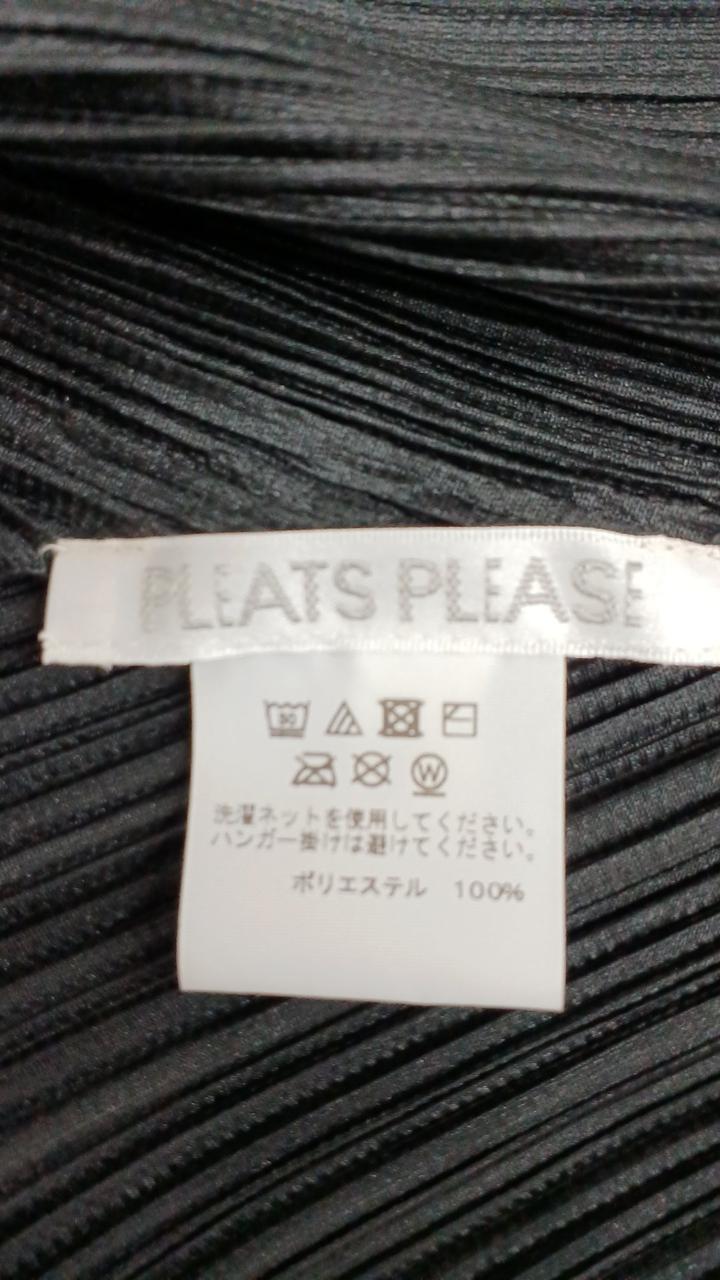 PLEATS PLEASE
30
W
洗濯ネットを使用してください。
ハンガー掛けは避けてください。
ポリエステル 100%